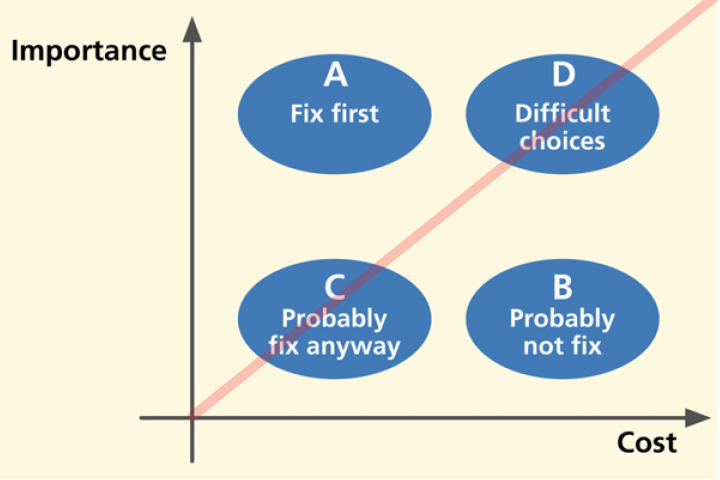 Importance
A
Fix first
D
Difficult
choices
C
Probably
fix anyway
B
Probably
not fix
Cost